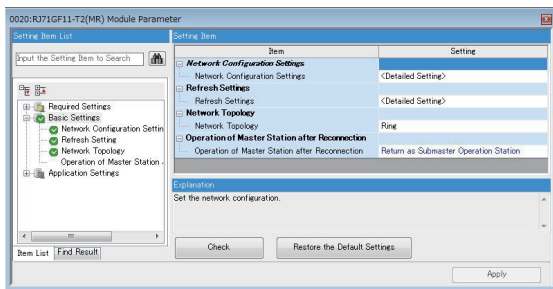 0020:RJ71GF11-T2(MR) Module Parameter
Setting Item List
Input the Setting Item to Search
Required Settings
Basic Settings
Network Configuration Settin
Refresh Setting
Network Topology
Operation of Master Station
Application Settings
Item List Find Result
Setting Item
Item Setting
Network Configuration Settings
Network Configuration Settings <Detailed Setting>
Refresh Settings
Refresh Settings <Detailed Setting>
Network Topology
Network Topology Ring
Operation of Master Station after Reconnection
Operation of Master Station after Reconnection Return as Submaster Operation Station
Explanation
Set the network configuration.
Check Restore the Default Settings
Apply